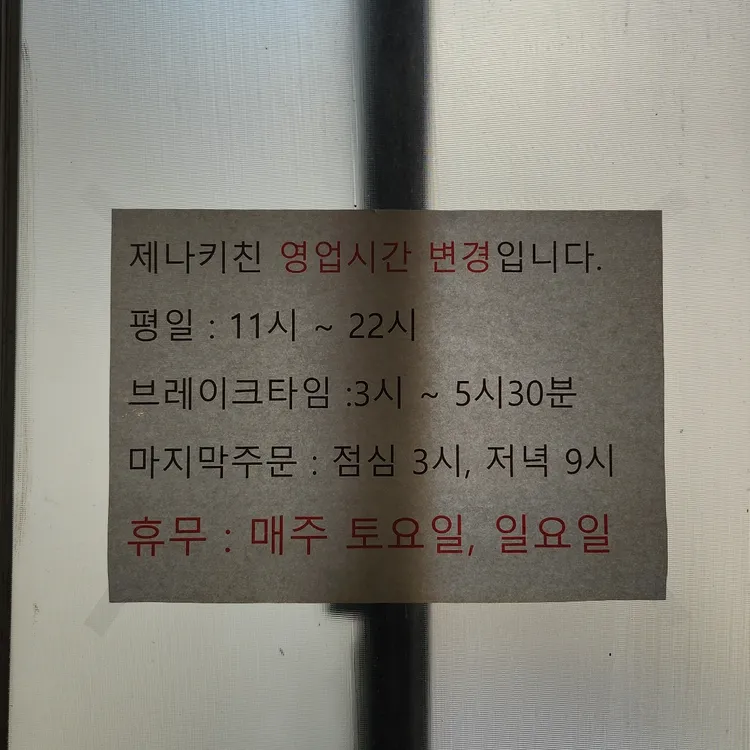 제나키친 영업시간 변경입니다.
평일 : 11시 ~ 22시
브레이크타임 :3시 ~ 5시30분
마지막주문 : 점심 3시, 저녁 9시
휴무 : 매주 토요일, 일요일